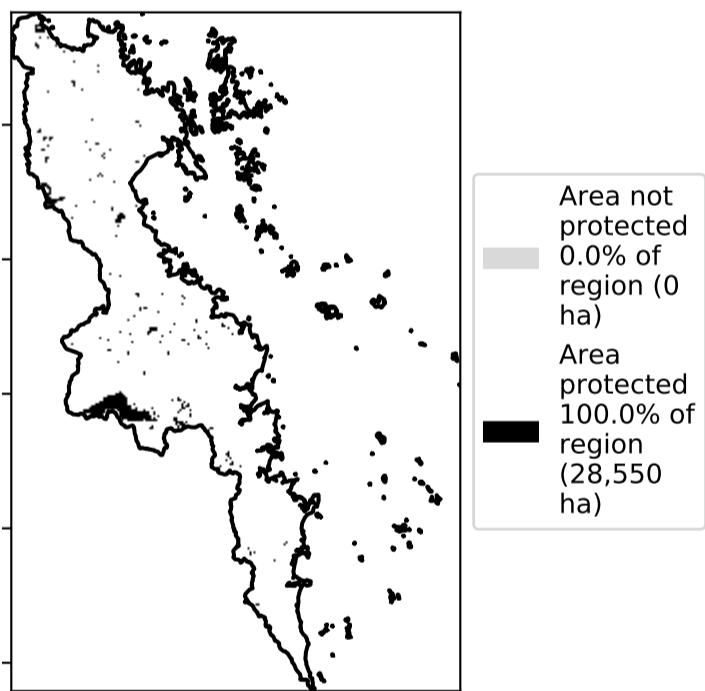 Area not
protected
0.0% of
region (0
ha)
Area
protected
100.0% of
region
(28,550
ha)